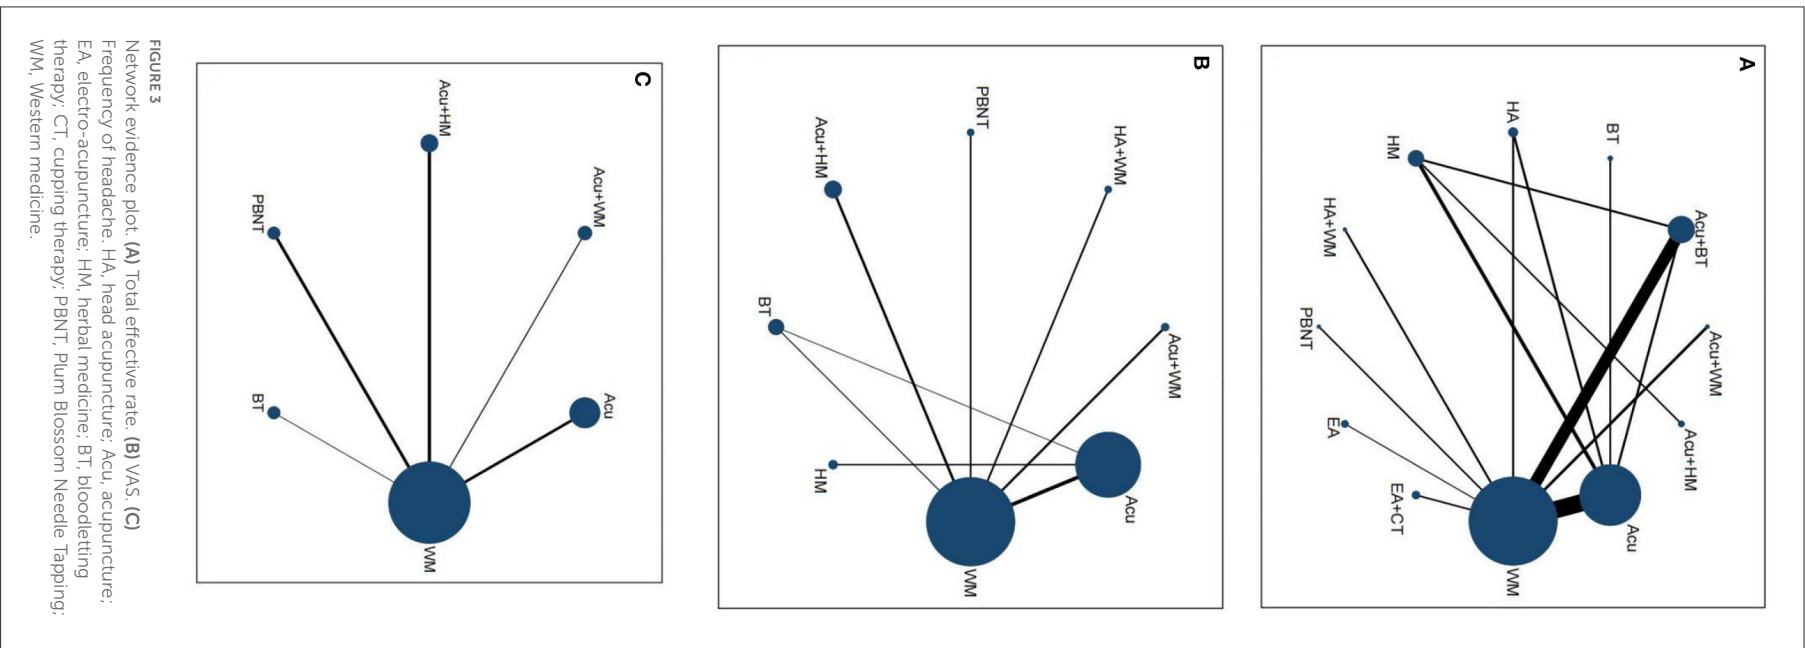 A
Acu+BT
Acu+WM
Acu+HM
Acu
WM
EA+CT
EA
PBNT
HA+WM
HM
HA
BT
B
HA+WM
Acu+WM
Acu
WM
HM
BT
Acu+HM
PBNT
C
Acu+WM
Acu
WM
BT
PBNT
Acu+HM
FIGURE 3
Network evidence plot. (A) Total effective rate. (B) VAS. (C)
Frequency of headache. HA, head acupuncture; Acu, acupuncture;
EA, electro-acupuncture; HM, herbal medicine; BT, bloodletting
therapy; CT, cupping therapy; PBNT, Plum Blossom Needle Tapping;
WM, Western medicine.